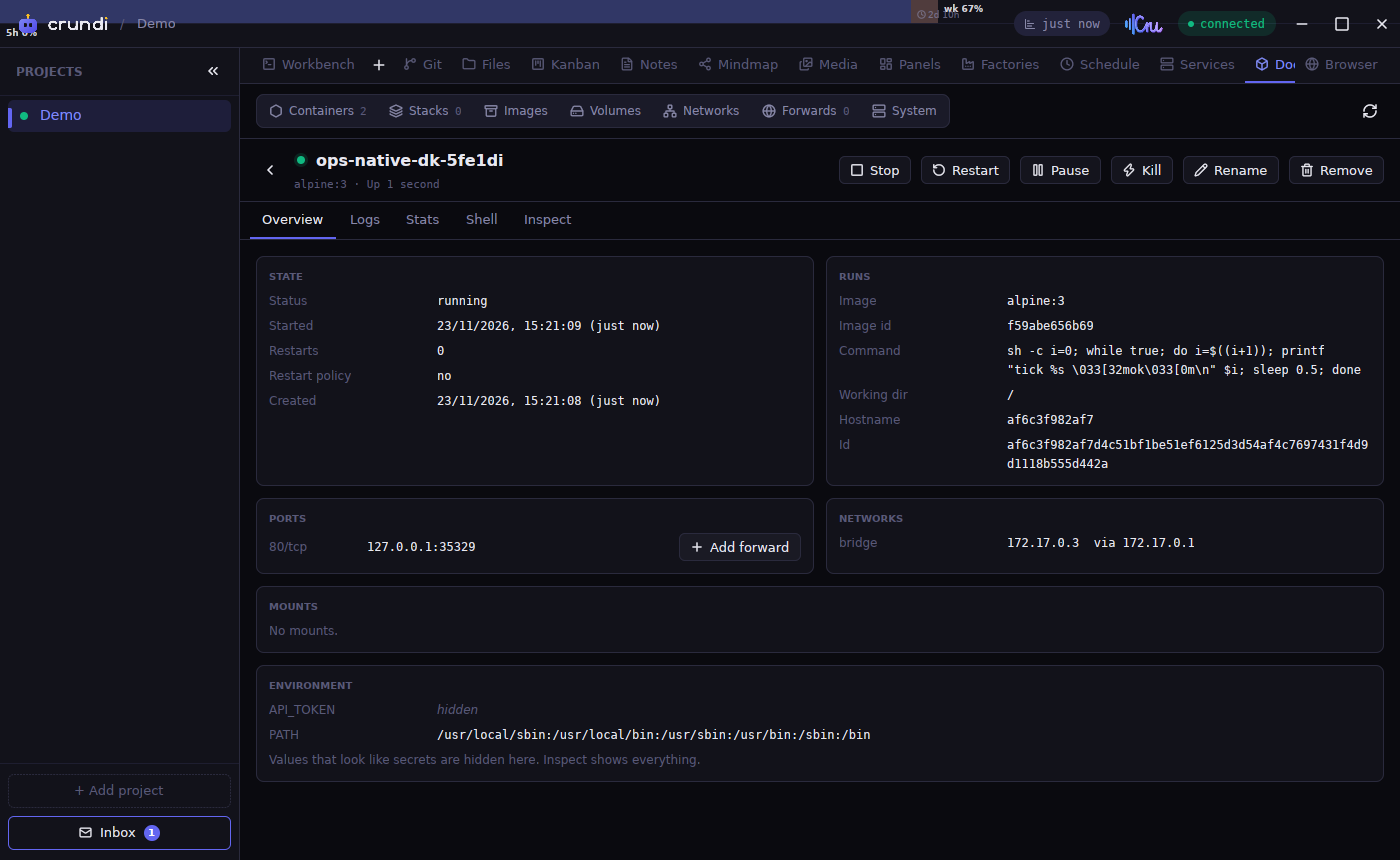 5h 0%
crundi / Demo
2d 10h
wk 67%
just now
Cru
connected
PROJECTS
Demo
+ Add project
Inbox 1
Workbench + Git Files Kanban Notes Mindmap Media Panels Factories Schedule Services Doc Browser
Containers 2 Stacks 0 Images Volumes Networks Forwards 0 System
ops-native-dk-5fe1di
alpine:3 · Up 1 second
Stop Restart Pause Kill Rename Remove
Overview Logs Stats Shell Inspect
STATE
Status running
Started 23/11/2026, 15:21:09 (just now)
Restarts 0
Restart policy no
Created 23/11/2026, 15:21:08 (just now)
RUNS
Image alpine:3
Image id f59abe656b69
Command sh -c i=0; while true; do i=$((i+1)); printf
"tick %s \033[32mok\033[0m\n" $i; sleep 0.5; done
Working dir /
Hostname af6c3f982af7
Id af6c3f982af7d4c51bf1be51ef6125d3d54af4c7697431f4d9
d1118b555d442a
PORTS
80/tcp 127.0.0.1:35329 + Add forward
NETWORKS
bridge 172.17.0.3 via 172.17.0.1
MOUNTS
No mounts.
ENVIRONMENT
API_TOKEN hidden
PATH /usr/local/sbin:/usr/local/bin:/usr/sbin:/usr/bin:/sbin:/bin
Values that look like secrets are hidden here. Inspect shows everything.